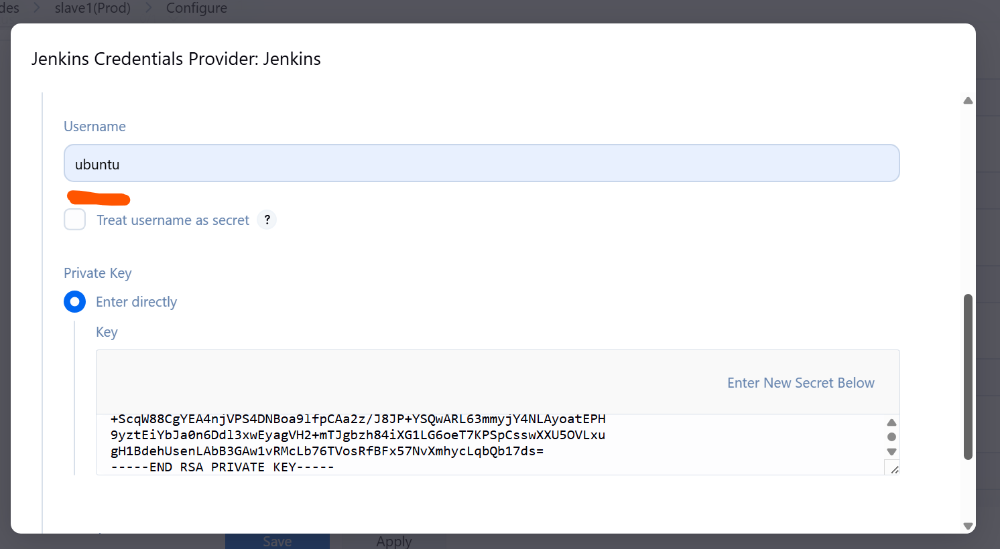 des > slave1(Prod) > Configure
Jenkins Credentials Provider: Jenkins
Username
ubuntu
Treat username as secret ?
Private Key
Enter directly
Key
Enter New Secret Below
+ScqW88CgYEA4njVPS4DNBoa9lfpCAa2z/J8JP+YSQwARL63mmyjY4NLAyoatEPH
9yztEiYbJa0n6Ddl3xwEyagVH2+mTJgbzh84iXG1LG6oeT7KPSpCsswXXU5OVLxu
gH1BdehUsenLAbB3GAw1vRMcLb76TVosRfBFx57NvXmhycLqbQb17ds=
-----END RSA PRIVATE KEY-----
Save Apply